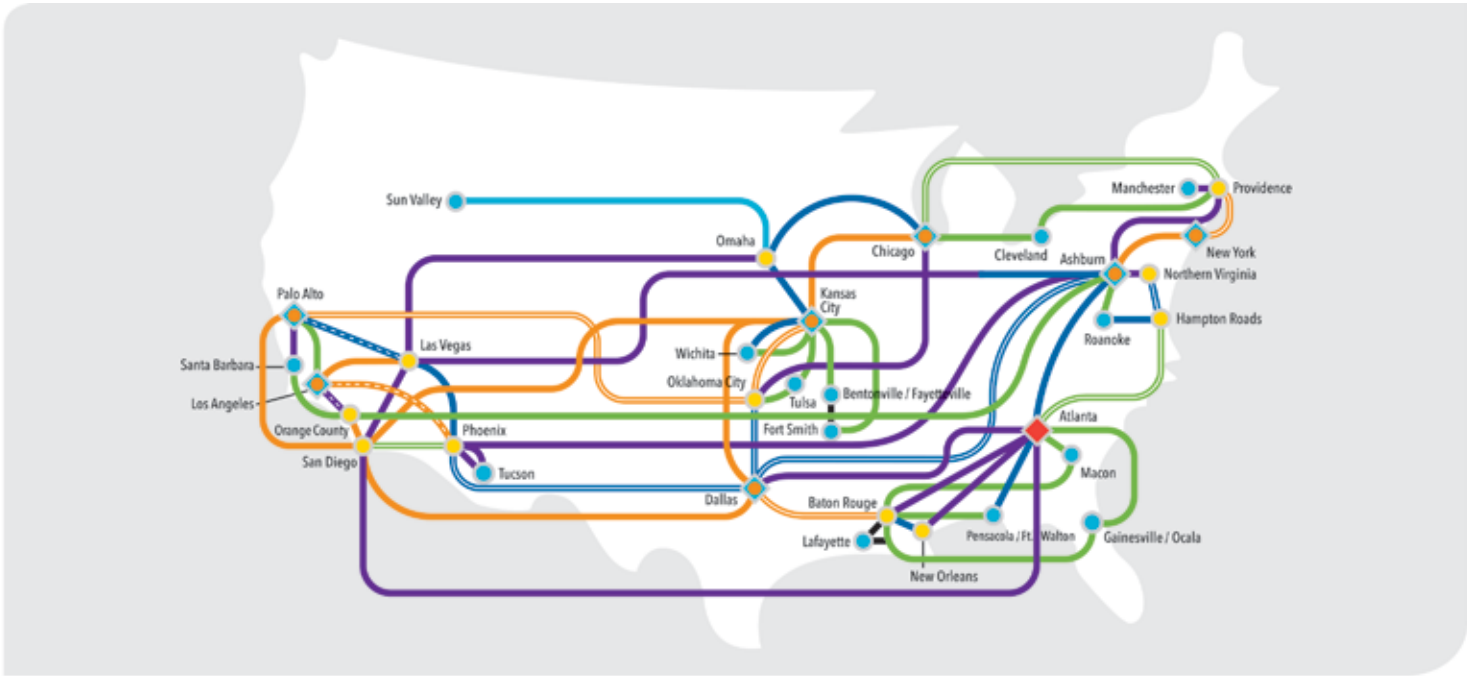 Manchester
Providence
Sun Valley
Omaha
Chicago
Cleveland
Ashburn
New York
Northern Virginia
Palo Alto
Kansas
City
Hampton Roads
Roanoke
Las Vegas
Wichita
Santa Barbara
Oklahoma City
Tulsa
Bentonville / Fayetteville
Los Angeles
Orange County
Phoenix
Fort Smith
Atlanta
San Diego
Tucson
Macon
Dallas
Baton Rouge
Lafayette
Pensacola / Ft. Walton
Gainesville / Ocala
New Orleans